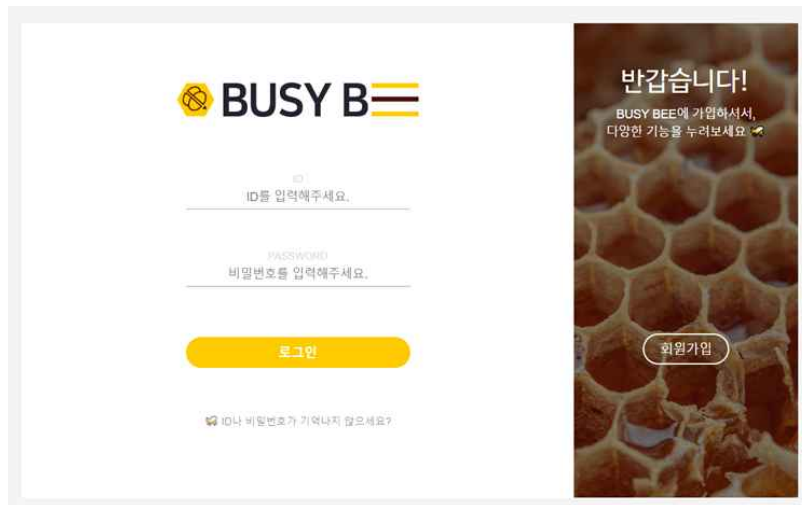 BUSY B
ID
ID를 입력해주세요.
PASSWORD
비밀번호를 입력해주세요.
로그인
ID나 비밀번호가 기억나지 않으세요?
반갑습니다!
BUSY BEE에 가입하셔서,
다양한 기능을 누려보세요
회원가입